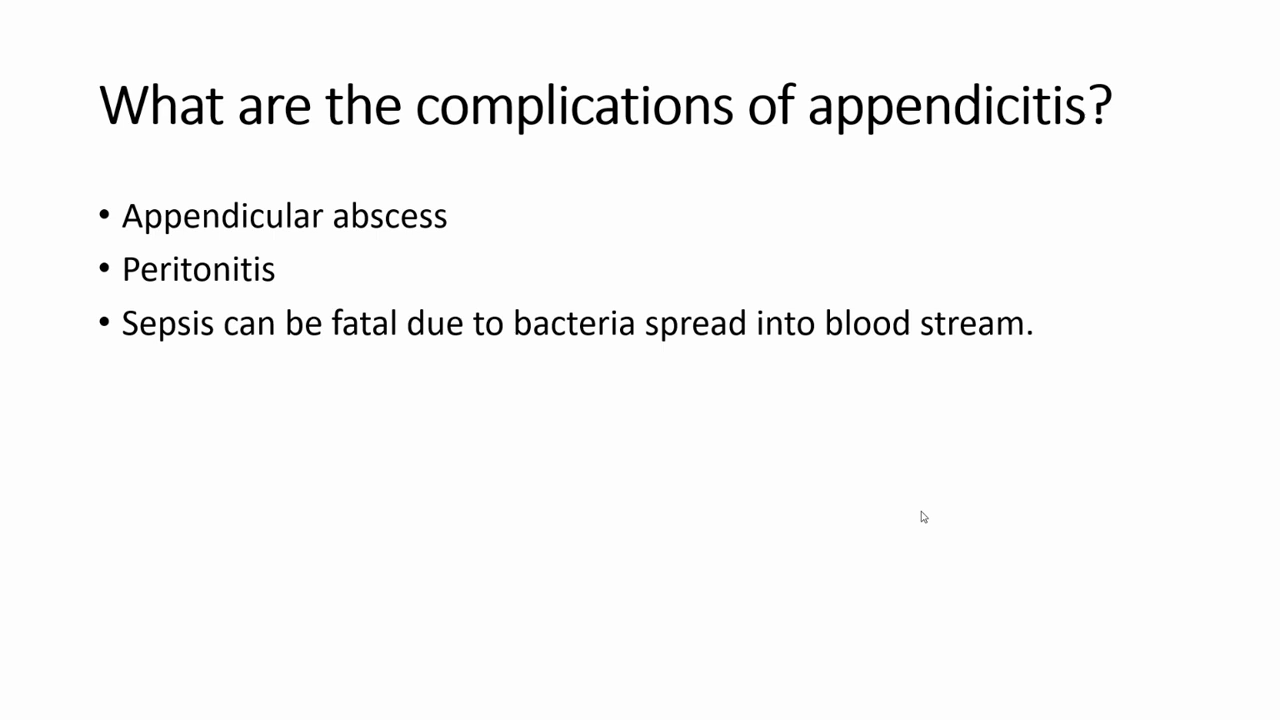 What are the complications of appendicitis?
• Appendicular abscess
• Peritonitis
• Sepsis can be fatal due to bacteria spread into blood stream.